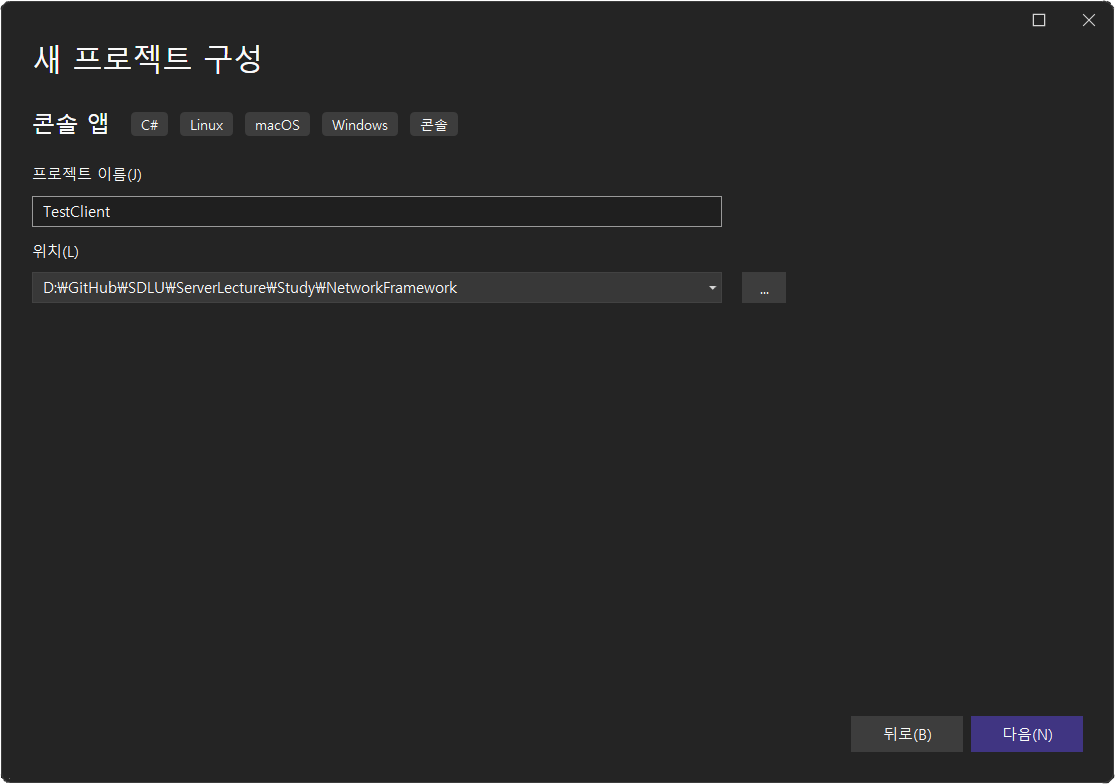 새 프로젝트 구성
콘솔 앱 C# Linux macOS Windows 콘솔
프로젝트 이름(J)
TestClient
위치(L)
D:₩GitHub₩SDLU₩ServerLecture₩Study₩NetworkFramework
...
뒤로(B) 다음(N)